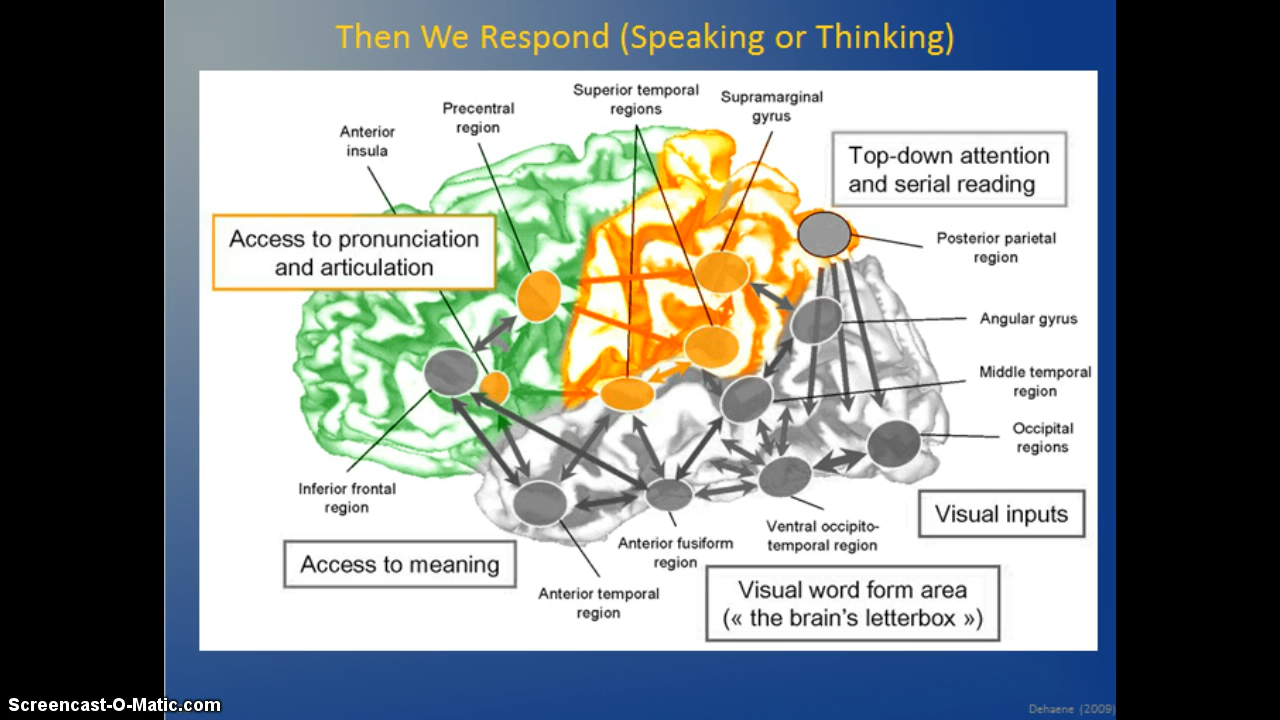 Then We Respond (Speaking or Thinking)
Superior temporal
regions
Supramarginal
gyrus
Precentral
region
Anterior
insula
Top-down attention
and serial reading
Access to pronunciation
and articulation
Posterior parietal
region
Angular gyrus
Middle temporal
region
Occipital
regions
Inferior frontal
region
Visual inputs
Ventral occipito-
temporal region
Anterior fusiform
region
Access to meaning
Anterior temporal
region
Visual word form area
(« the brain's letterbox »)
Screencast-O-Matic.com
Dehaene (2009)